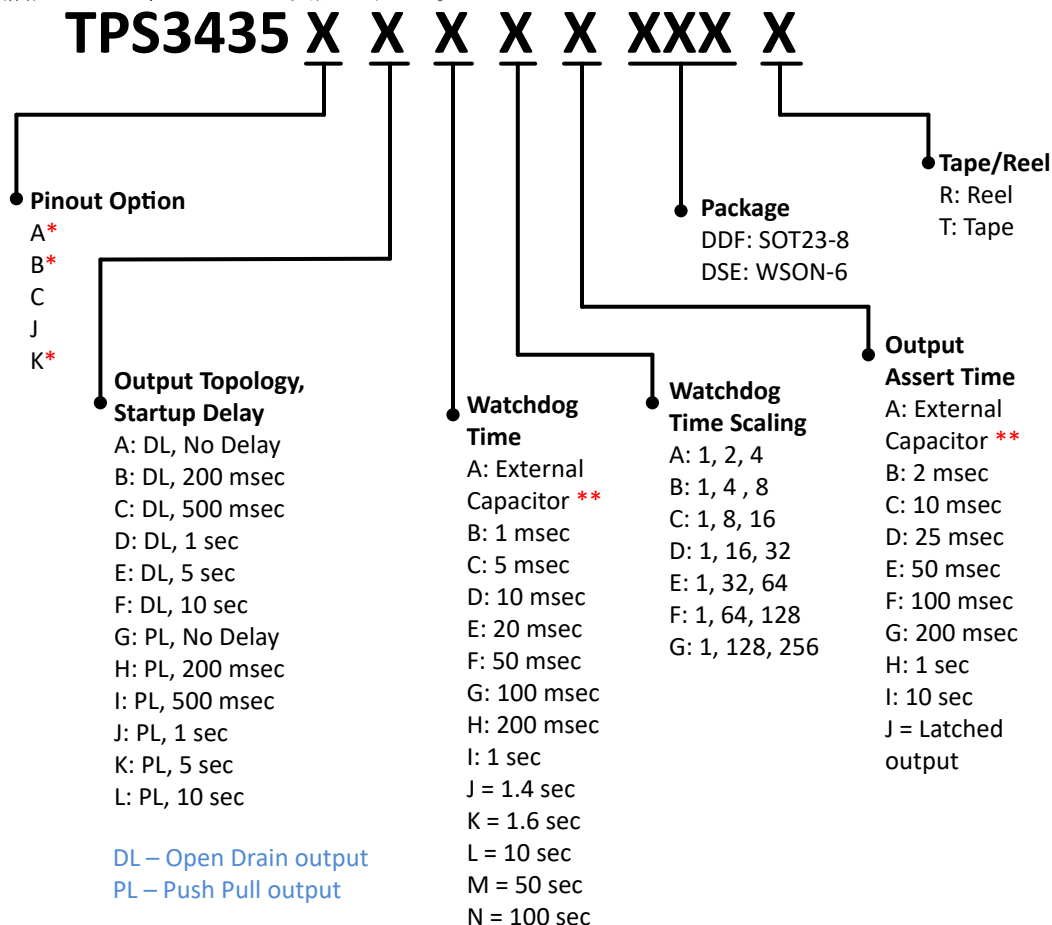 TPS3435 X X X X X XXX X
Pinout Option
A*
B*
C
J
K*
Output Topology,
Startup Delay
A: DL, No Delay
B: DL, 200 msec
C: DL, 500 msec
D: DL, 1 sec
E: DL, 5 sec
F: DL, 10 sec
G: PL, No Delay
H: PL, 200 msec
I: PL, 500 msec
J: PL, 1 sec
K: PL, 5 sec
L: PL, 10 sec
DL – Open Drain output
PL – Push Pull output
Watchdog
Time
A: External
Capacitor **
B: 1 msec
C: 5 msec
D: 10 msec
E: 20 msec
F: 50 msec
G: 100 msec
H: 200 msec
I: 1 sec
J = 1.4 sec
K = 1.6 sec
L = 10 sec
M = 50 sec
N = 100 sec
Watchdog
Time Scaling
A: 1, 2, 4
B: 1, 4 , 8
C: 1, 8, 16
D: 1, 16, 32
E: 1, 32, 64
F: 1, 64, 128
G: 1, 128, 256
Output
Assert Time
A: External
Capacitor **
B: 2 msec
C: 10 msec
D: 25 msec
E: 50 msec
F: 100 msec
G: 200 msec
H: 1 sec
I: 10 sec
J = Latched
output
Package
DDF: SOT23-8
DSE: WSON-6
Tape/Reel
R: Reel
T: Tape